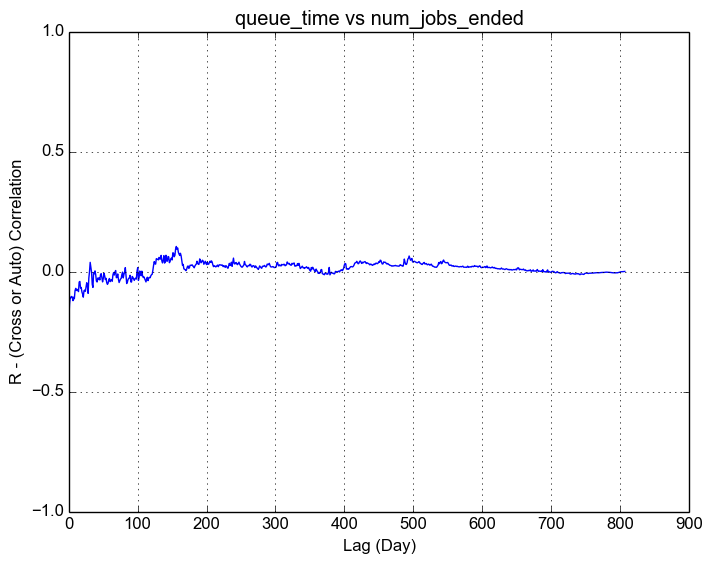 queue_time vs num_jobs_ended
1.0
0.5
0.0
−0.5
−1.0
R - (Cross or Auto) Correlation
0 100 200 300 400 500 600 700 800 900
Lag (Day)